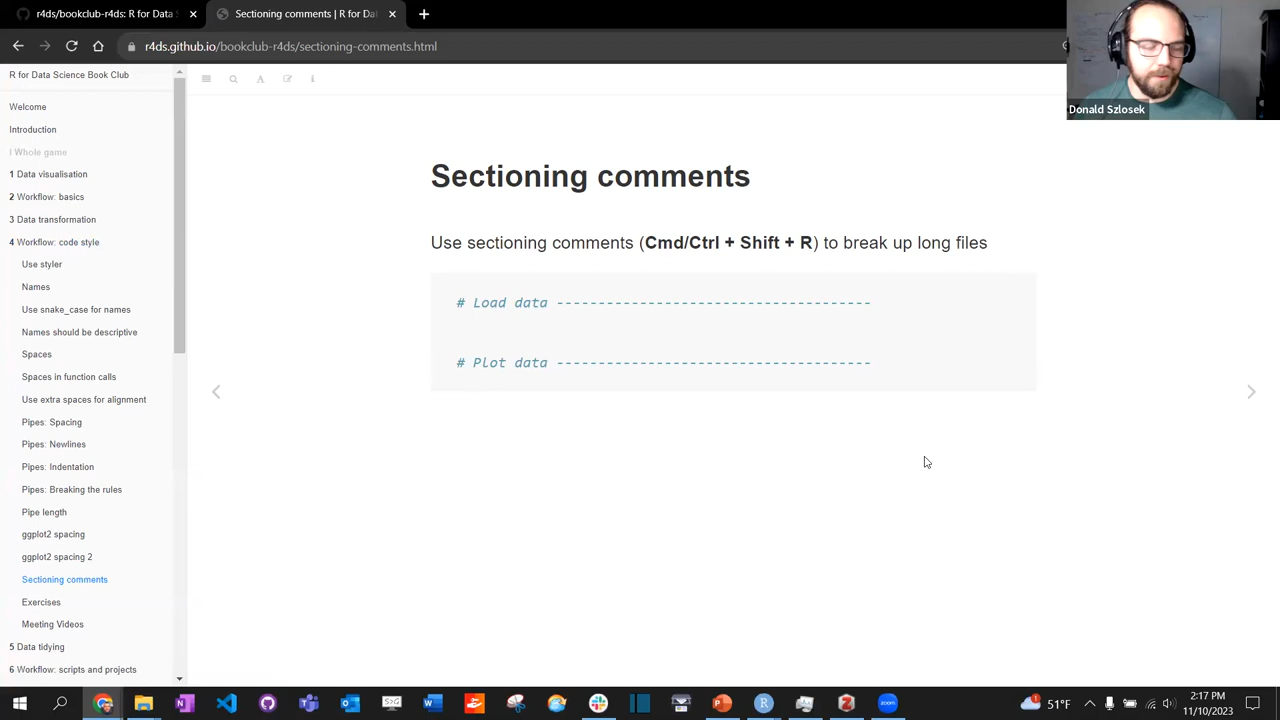 r4ds/bookclub-r4ds: R for Data S
Sectioning comments | R for Dat
r4ds.github.io/bookclub-r4ds/sectioning-comments.html
Donald Szlosek
R for Data Science Book Club
Welcome
Introduction
I Whole game
1 Data visualisation
2 Workflow: basics
3 Data transformation
4 Workflow: code style
Use styler
Names
Use snake_case for names
Names should be descriptive
Spaces
Spaces in function calls
Use extra spaces for alignment
Pipes: Spacing
Pipes: Newlines
Pipes: Indentation
Pipes: Breaking the rules
Pipe length
ggplot2 spacing
ggplot2 spacing 2
Sectioning comments
Exercises
Meeting Videos
5 Data tidying
6 Workflow: scripts and projects
Sectioning comments
Use sectioning comments (Cmd/Ctrl + Shift + R) to break up long files
# Load data --------------------------------------
# Plot data --------------------------------------
51°F
2:17 PM
11/10/2023